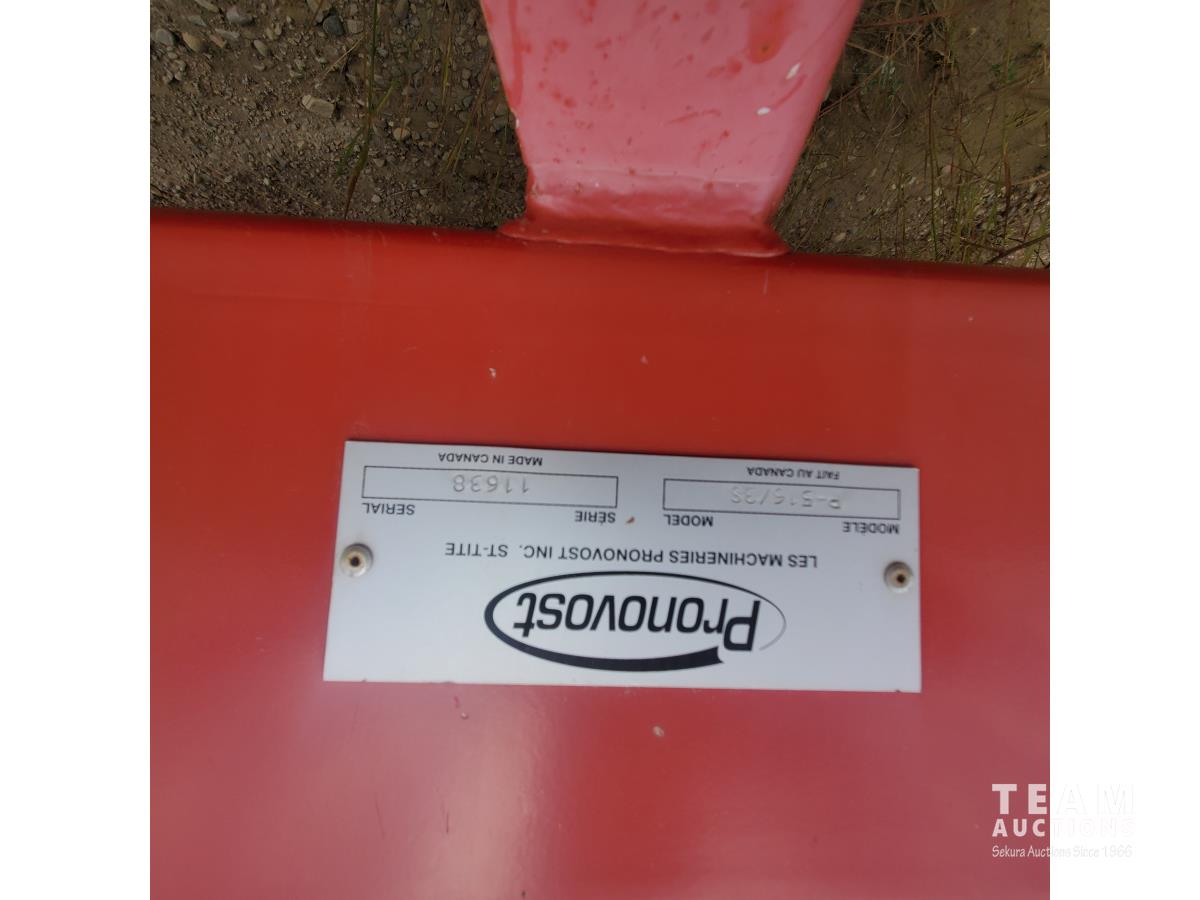 Pronovost
LES MACHINERIES PRONOVOST INC. ST-TITE
MODÈLE MODEL SÉRIE SERIAL
P-516/3S 11638
FAIT AU CANADA MADE IN CANADA
TEAM
AUCTIONS
Sekura Auctions Since 1966